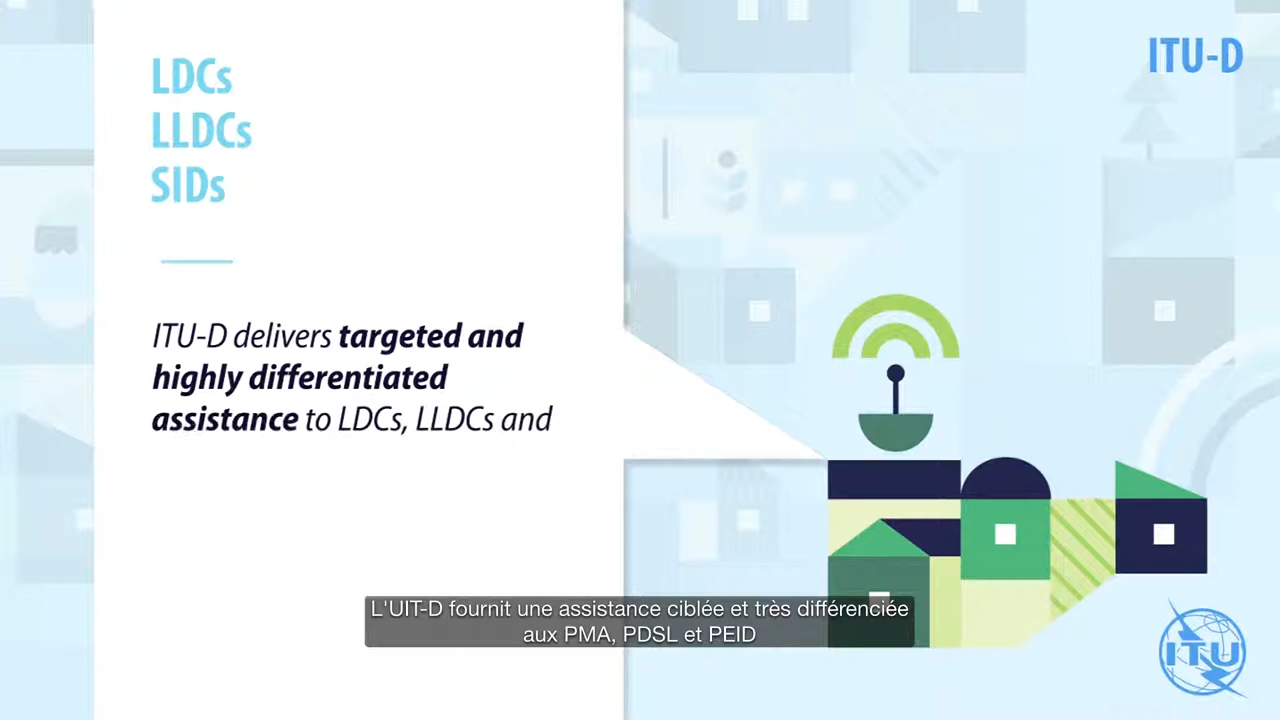 LDCs
LLDCs
SIDs
ITU-D
ITU-D delivers targeted and
highly differentiated
assistance to LDCs, LLDCs and
L'UIT-D fournit une assistance ciblée et très différenciée
aux PMA, PDSL et PEID
ITU